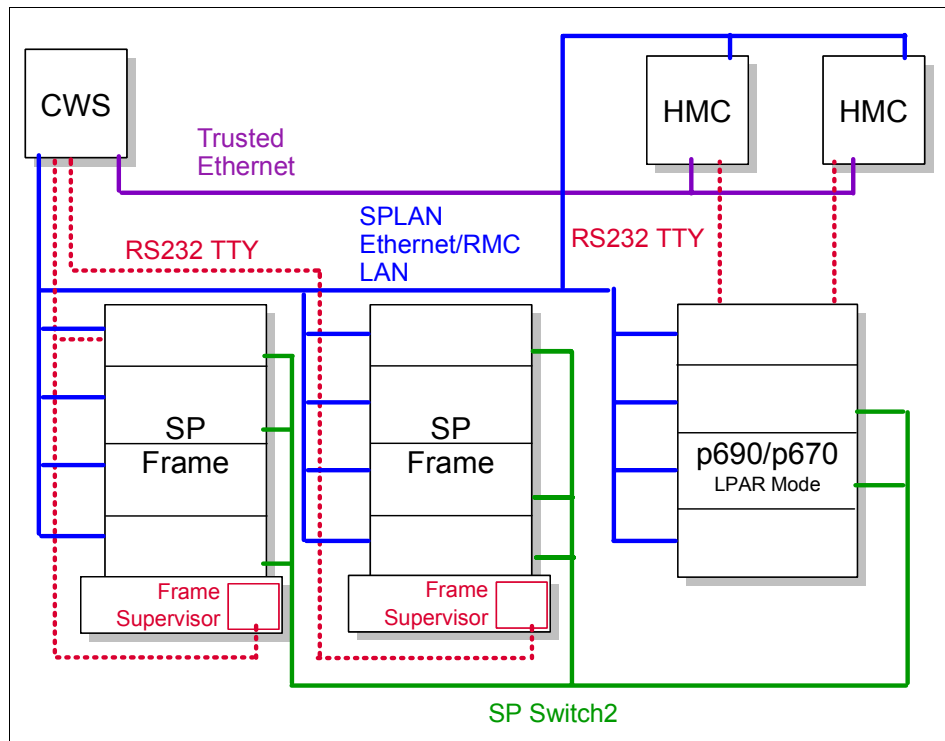 CWS
HMC
HMC
Trusted
Ethernet
SPLAN
Ethernet/RMC
LAN
RS232 TTY
RS232 TTY
SP
Frame
SP
Frame
p690/p670
LPAR Mode
Frame
Supervisor
Frame
Supervisor
SP Switch2